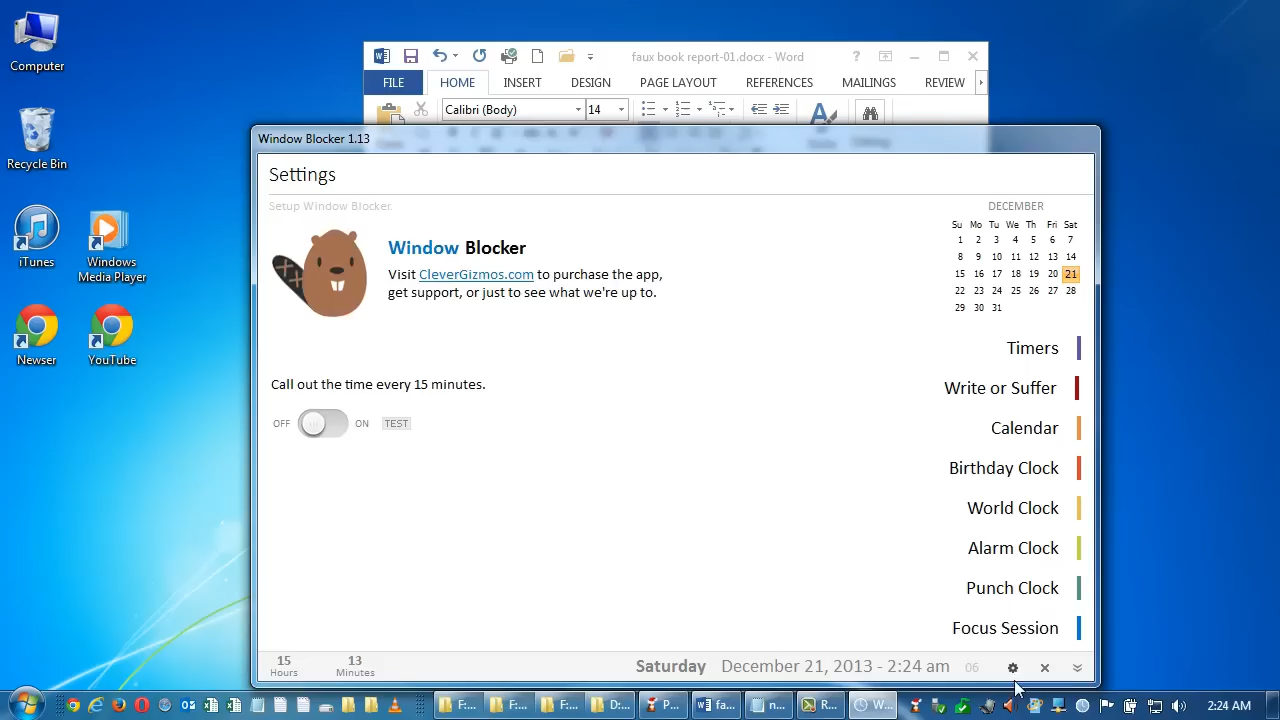 Computer
Recycle Bin
iTunes
Windows
Media Player
Newser
YouTube
faux book report-01.docx - Word
FILE
HOME
INSERT
DESIGN
PAGE LAYOUT
REFERENCES
MAILINGS
REVIEW
Calibri (Body)
14
Window Blocker 1.13
Settings
Setup Window Blocker.
Window Blocker
Visit CleverGizmos.com to purchase the app,
get support, or just to see what we're up to.
DECEMBER
Su Mo Tu We Th Fri Sat
1 2 3 4 5 6 7
8 9 10 11 12 13 14
15 16 17 18 19 20 21
22 23 24 25 26 27 28
29 30 31
Call out the time every 15 minutes.
OFF
ON
TEST
Timers
Write or Suffer
Calendar
Birthday Clock
World Clock
Alarm Clock
Punch Clock
Focus Session
15
Hours
13
Minutes
Saturday December 21, 2013 - 2:24 am 06
F:...
F:...
F:...
D:...
P...
fa...
n...
R...
W...
2:24 AM